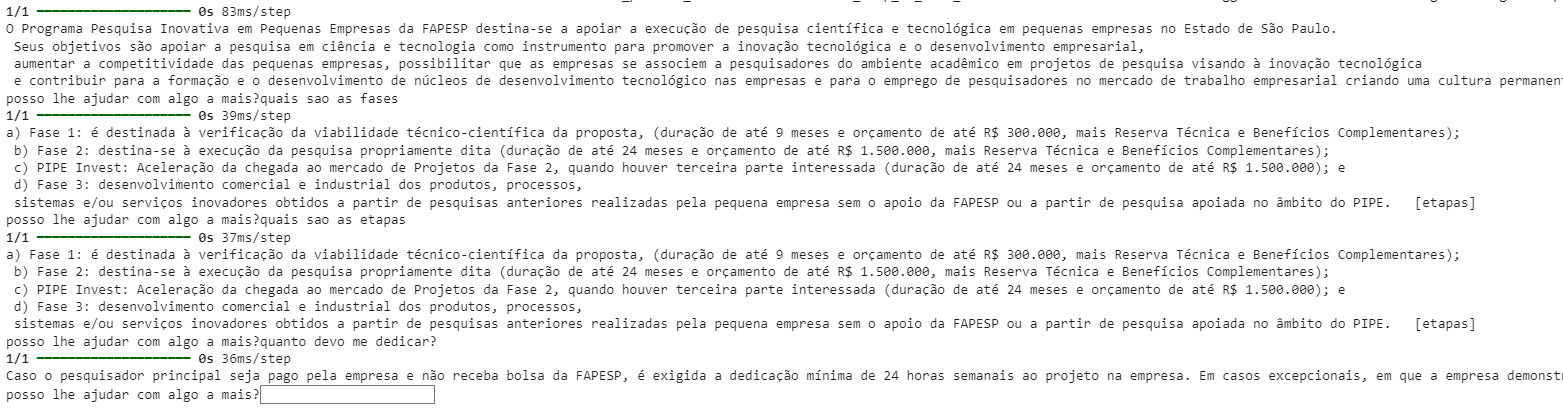 1/1 ━━━━━━━━━━━━━━━━━━━━ 0s 83ms/step
O Programa Pesquisa Inovativa em Pequenas Empresas da FAPESP destina-se a apoiar a execução de pesquisa científica e tecnológica em pequenas empresas no Estado de São Paulo.
Seus objetivos são apoiar a pesquisa em ciência e tecnologia como instrumento para promover a inovação tecnológica e o desenvolvimento empresarial,
aumentar a competitividade das pequenas empresas, possibilitar que as empresas se associem a pesquisadores do ambiente acadêmico em projetos de pesquisa visando à inovação tecnológica
e contribuir para a formação e o desenvolvimento de núcleos de desenvolvimento tecnológico nas empresas e para o emprego de pesquisadores no mercado de trabalho empresarial criando uma cultura
posso lhe ajudar com algo a mais?quais sao as fases
1/1 ━━━━━━━━━━━━━━━━━━━━ 0s 39ms/step
a) Fase 1: é destinada à verificação da viabilidade técnico-científica da proposta, (duração de até 9 meses e orçamento de até R$ 300.000, mais Reserva Técnica e Benefícios Complementares);
b) Fase 2: destina-se à execução da pesquisa propriamente dita (duração de até 24 meses e orçamento de até R$ 1.500.000, mais Reserva Técnica e Benefícios Complementares);
c) PIPE Invest: Aceleração da chegada ao mercado de Projetos da Fase 2, quando houver terceira parte interessada (duração de até 24 meses e orçamento de até R$ 1.500.000); e
d) Fase 3: desenvolvimento comercial e industrial dos produtos, processos,
sistemas e/ou serviços inovadores obtidos a partir de pesquisas anteriores realizadas pela pequena empresa sem o apoio da FAPESP ou a partir de pesquisa apoiada no âmbito do PIPE. [etapas]
posso lhe ajudar com algo a mais?quais sao as etapas
1/1 ━━━━━━━━━━━━━━━━━━━━ 0s 37ms/step
a) Fase 1: é destinada à verificação da viabilidade técnico-científica da proposta, (duração de até 9 meses e orçamento de até R$ 300.000, mais Reserva Técnica e Benefícios Complementares);
b) Fase 2: destina-se à execução da pesquisa propriamente dita (duração de até 24 meses e orçamento de até R$ 1.500.000, mais Reserva Técnica e Benefícios Complementares);
c) PIPE Invest: Aceleração da chegada ao mercado de Projetos da Fase 2, quando houver terceira parte interessada (duração de até 24 meses e orçamento de até R$ 1.500.000); e
d) Fase 3: desenvolvimento comercial e industrial dos produtos, processos,
sistemas e/ou serviços inovadores obtidos a partir de pesquisas anteriores realizadas pela pequena empresa sem o apoio da FAPESP ou a partir de pesquisa apoiada no âmbito do PIPE. [etapas]
posso lhe ajudar com algo a mais?quanto devo me dedicar?
1/1 ━━━━━━━━━━━━━━━━━━━━ 0s 36ms/step
Caso o pesquisador principal seja pago pela empresa e não receba bolsa da FAPESP, é exigida a dedicação mínima de 24 horas semanais ao projeto na empresa. Em casos excepcionais, em que a empresa
posso lhe ajudar com algo a mais?